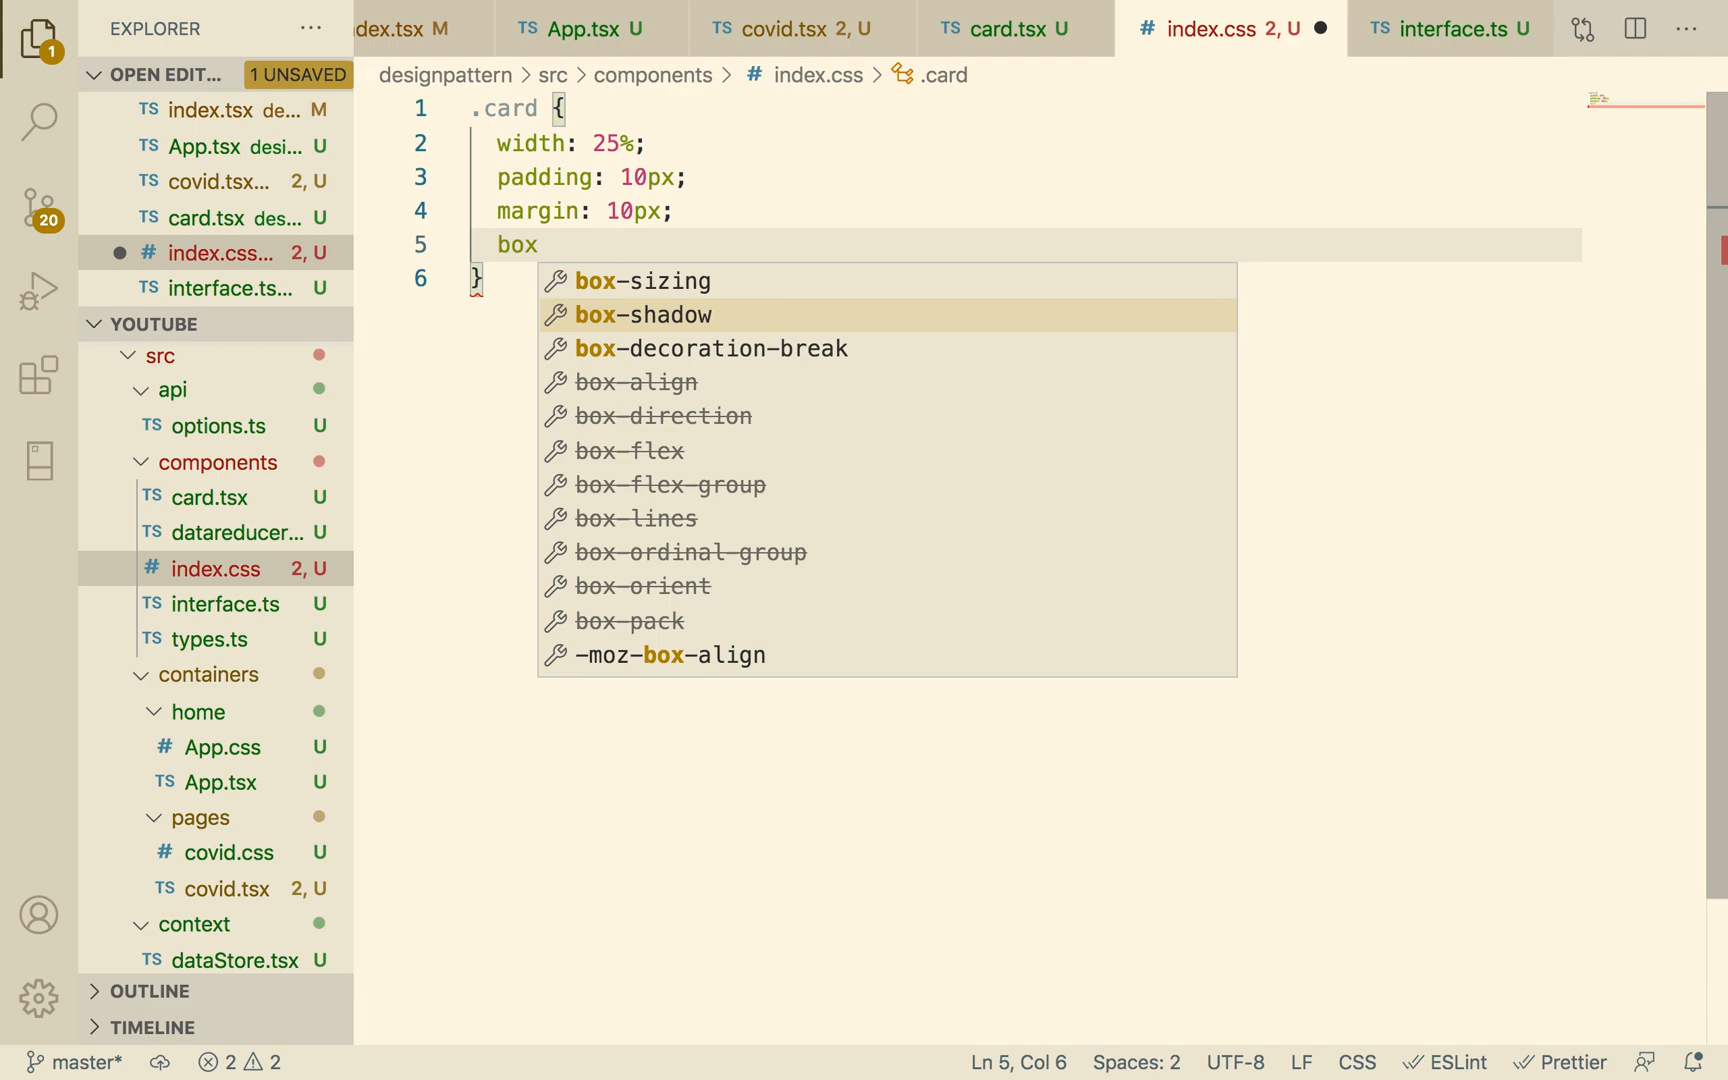 EXPLORER ···
dex.tsx M
TS App.tsx U
TS covid.tsx 2, U
TS card.tsx U
# index.css 2, U ●
TS interface.ts U
···
1
OPEN EDIT... 1 UNSAVED
TS index.tsx de... M
TS App.tsx desi... U
TS covid.tsx... 2, U
TS card.tsx des... U
# index.css... 2, U
TS interface.ts... U
20
YOUTUBE
src
api
TS options.ts U
components
TS card.tsx U
TS datareducer... U
# index.css 2, U
TS interface.ts U
TS types.ts U
containers
home
# App.css U
TS App.tsx U
pages
# covid.css U
TS covid.tsx 2, U
context
TS dataStore.tsx U
OUTLINE
TIMELINE
designpattern > src > components > # index.css > .card
1 .card {
2 width: 25%;
3 padding: 10px;
4 margin: 10px;
5 box
6 }
box-sizing
box-shadow
box-decoration-break
box-align
box-direction
box-flex
box-flex-group
box-lines
box-ordinal-group
box-orient
box-pack
-moz-box-align
master* 2 2 Ln 5, Col 6 Spaces: 2 UTF-8 LF CSS ESLint Prettier